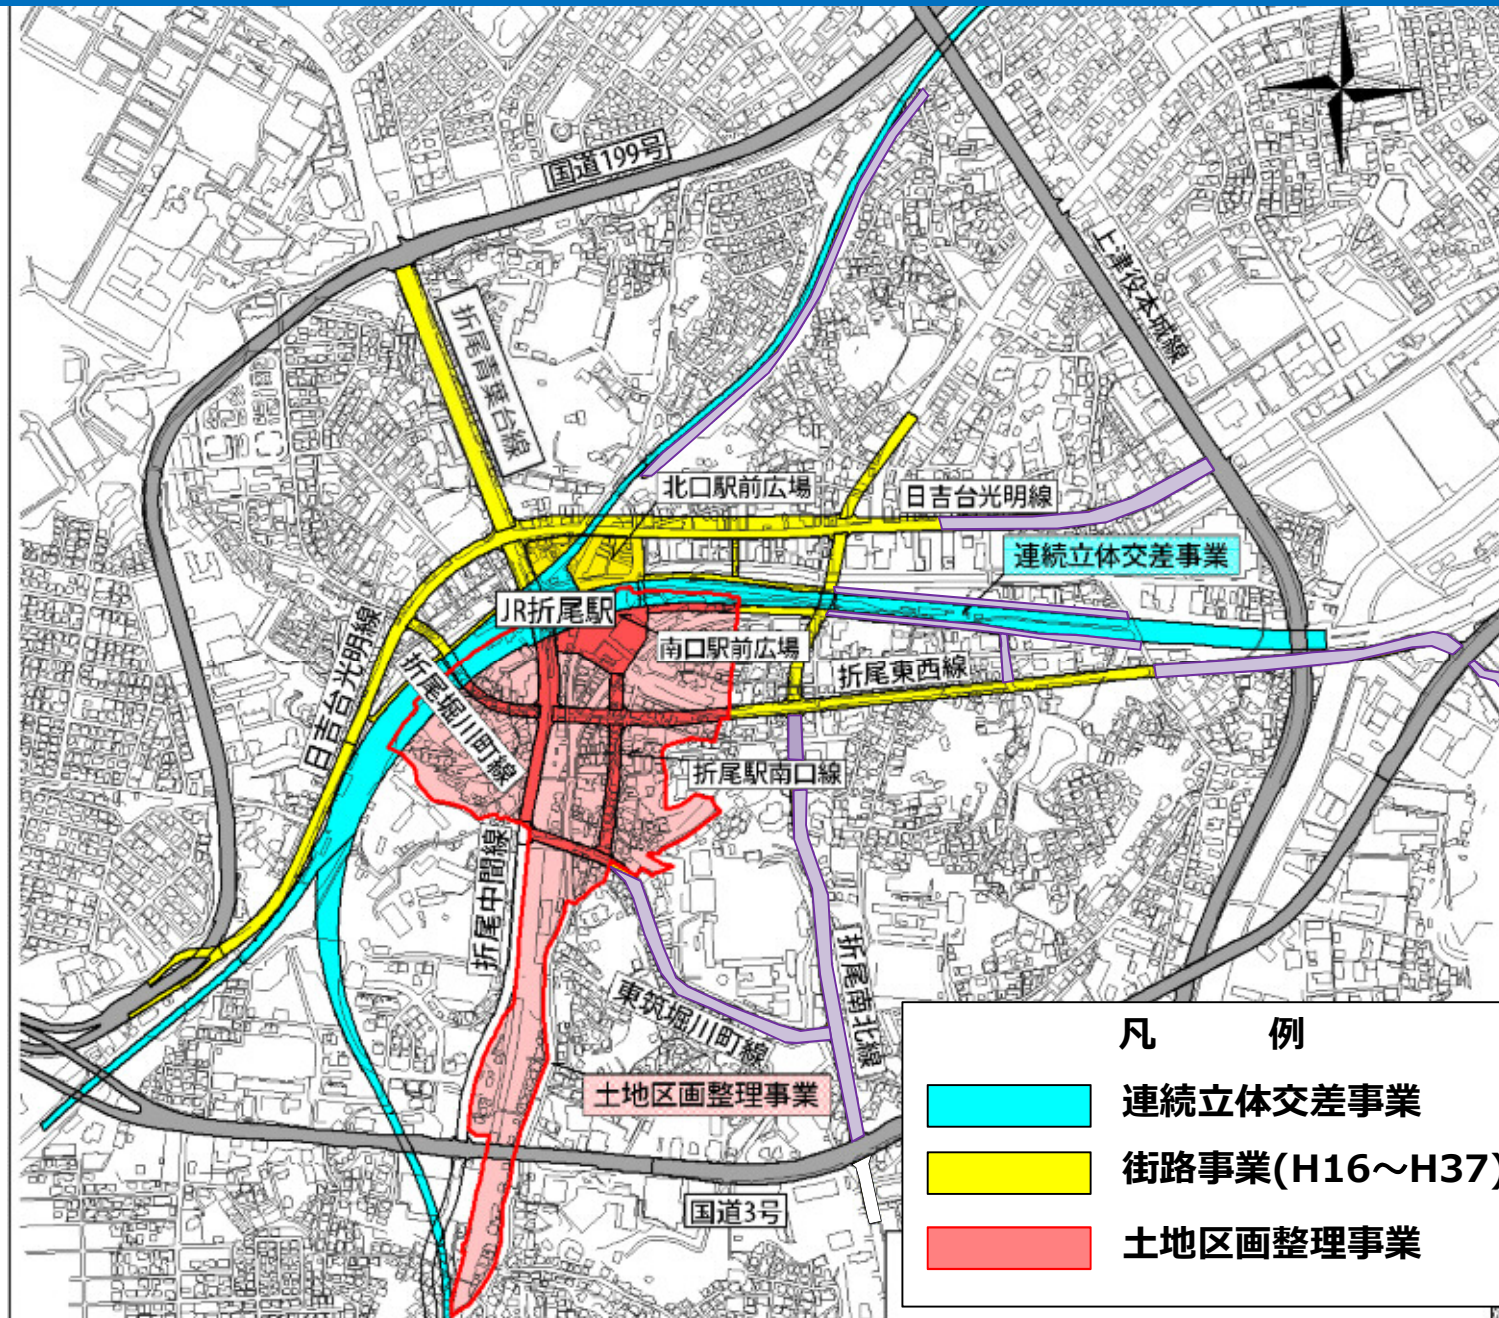 国道199号
上津役本城線
折尾青葉台線
北口駅前広場
日吉台光明線
連続立体交差事業
JR折尾駅
南口駅前広場
折尾東西線
日吉台光明線
折尾堀川町線
折尾駅南口線
折尾中間線
折尾南北線
東筑堀川町線
土地区画整理事業
国道3号
凡 例
連続立体交差事業
街路事業(H16～H37)
土地区画整理事業